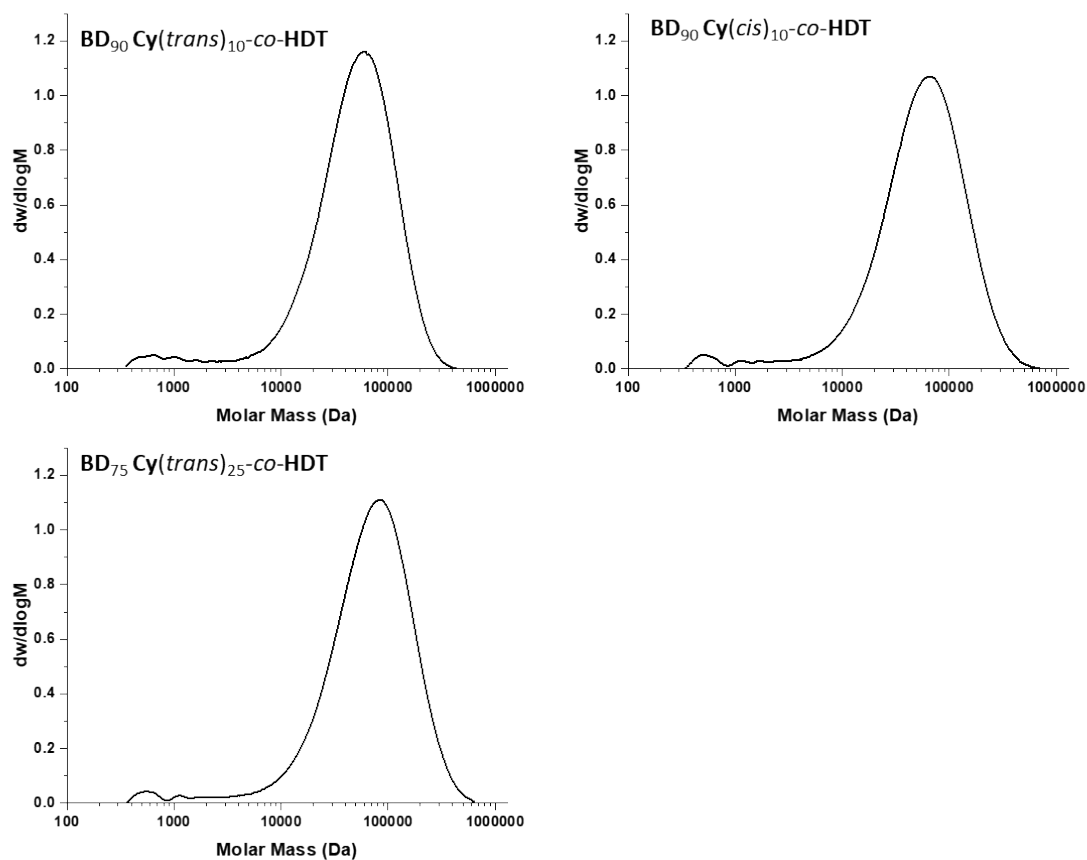 BD₉₀ Cy(trans)₁₀-co-HDT
dw/dlogM
1.2
1.0
0.8
0.6
0.4
0.2
0.0
100 1000 10000 100000 1000000
Molar Mass (Da)
BD₉₀ Cy(cis)₁₀-co-HDT
dw/dlogM
1.2
1.0
0.8
0.6
0.4
0.2
0.0
100 1000 10000 100000 1000000
Molar Mass (Da)
BD₇₅ Cy(trans)₂₅-co-HDT
dw/dlogM
1.2
1.0
0.8
0.6
0.4
0.2
0.0
100 1000 10000 100000 1000000
Molar Mass (Da)